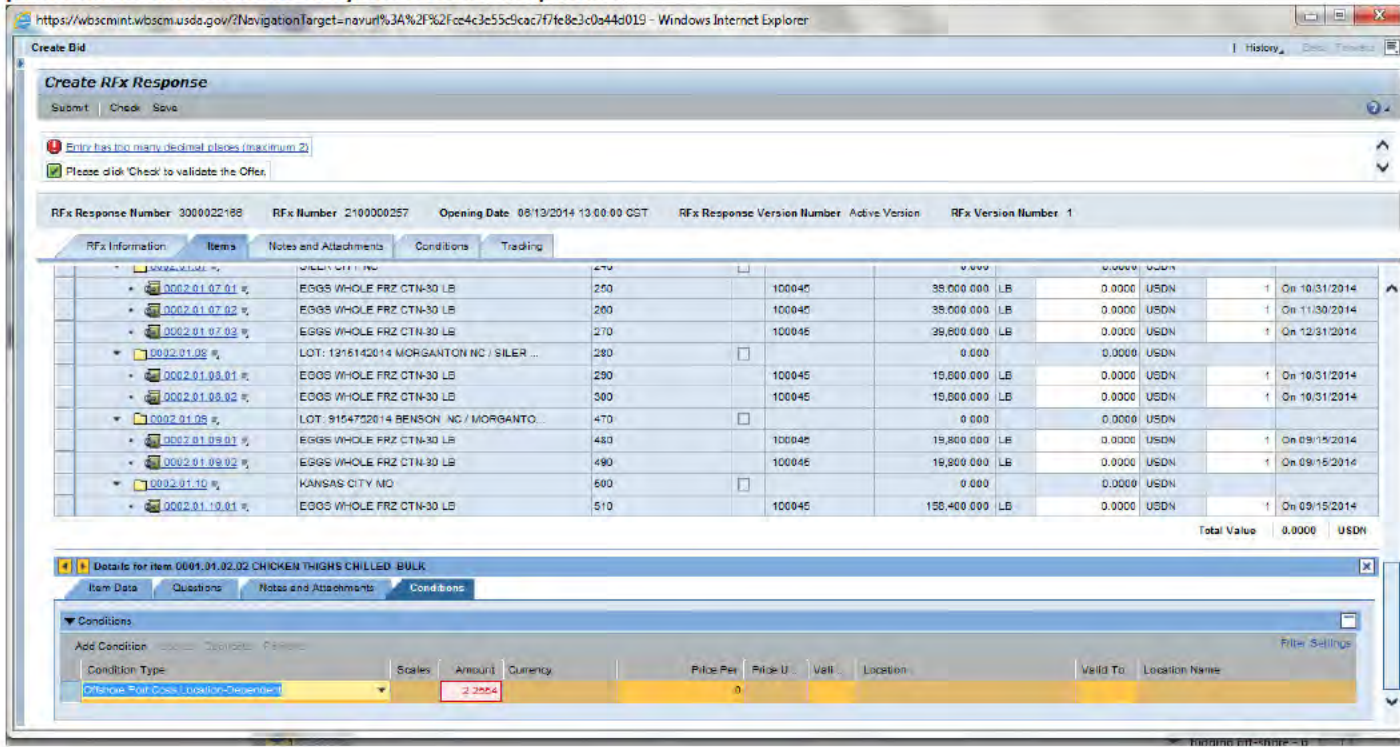 https://wbscmint.wbscm.usda.gov/?NavigationTarget=navurl%3A%2F%2Fce4c3e55c9cac7f7fe8e3c0a44d019 - Windows Internet Explorer
Create Bid | History
Create RFx Response
Submit | Check Save
Entry has too many decimal places (maximum 2)
Please click 'Check' to validate the Offer.
RFx Response Number 3000022166 RFx Number 2100000257 Opening Date 06/13/2014 13:00:00 CST RFx Response Version Number Active Version RFx Version Number 1
RFx Information Items Notes and Attachments Conditions Tracking
0002.01.07 SILER CITY NC 240 0.000 0.0000 USDN
0002.01.07.01 EGGS WHOLE FRZ CTN-30 LB 250 100045 39,600.000 LB 0.0000 USDN 1 On 10/31/2014
0002.01.07.02 EGGS WHOLE FRZ CTN-30 LB 260 100045 39,600.000 LB 0.0000 USDN 1 On 11/30/2014
0002.01.07.03 EGGS WHOLE FRZ CTN-30 LB 270 100045 39,600.000 LB 0.0000 USDN 1 On 12/31/2014
0002.01.08 LOT: 1316142014 MORGANTON NC / SILER ... 280 0.000 0.0000 USDN
0002.01.08.01 EGGS WHOLE FRZ CTN-30 LB 290 100045 19,800.000 LB 0.0000 USDN 1 On 10/31/2014
0002.01.08.02 EGGS WHOLE FRZ CTN-30 LB 300 100045 19,800.000 LB 0.0000 USDN 1 On 10/31/2014
0002.01.09 LOT: 9154752014 BENSON NC / MORGANTO... 470 0.000 0.0000 USDN
0002.01.09.01 EGGS WHOLE FRZ CTN-30 LB 480 100045 19,800.000 LB 0.0000 USDN 1 On 09/15/2014
0002.01.09.02 EGGS WHOLE FRZ CTN-30 LB 490 100045 19,800.000 LB 0.0000 USDN 1 On 09/15/2014
0002.01.10 KANSAS CITY MO 500 0.000 0.0000 USDN
0002.01.10.01 EGGS WHOLE FRZ CTN-30 LB 510 100045 158,400.000 LB 0.0000 USDN 1 On 09/15/2014
Total Value 0.0000 USDN
Details for item 0001.01.02.02 CHICKEN THIGHS CHILLED -BULK
Item Data Questions Notes and Attachments Conditions
Conditions
Add Condition Filter Settings
Condition Type Scales Amount Currency Price Per Price U... Vali... Location Valid To Location Name
Offshore Port Costs Location-Dependent 2.2554 0